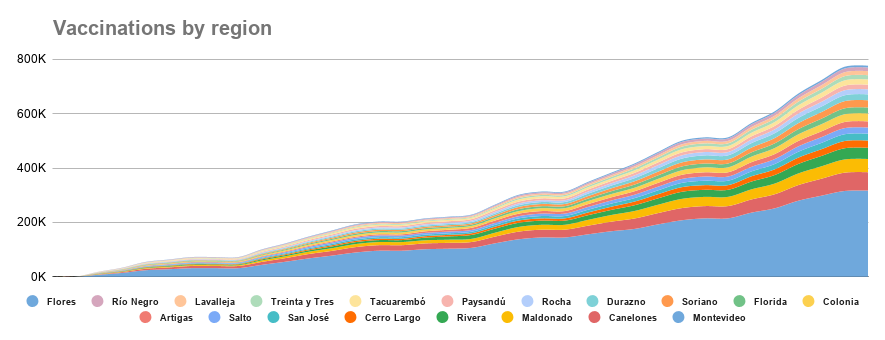 Vaccinations by region
800K
600K
400K
200K
0K
Flores Río Negro Lavalleja Treinta y Tres Tacuarembó Paysandú Rocha Durazno Soriano Florida Colonia
Artigas Salto San José Cerro Largo Rivera Maldonado Canelones Montevideo